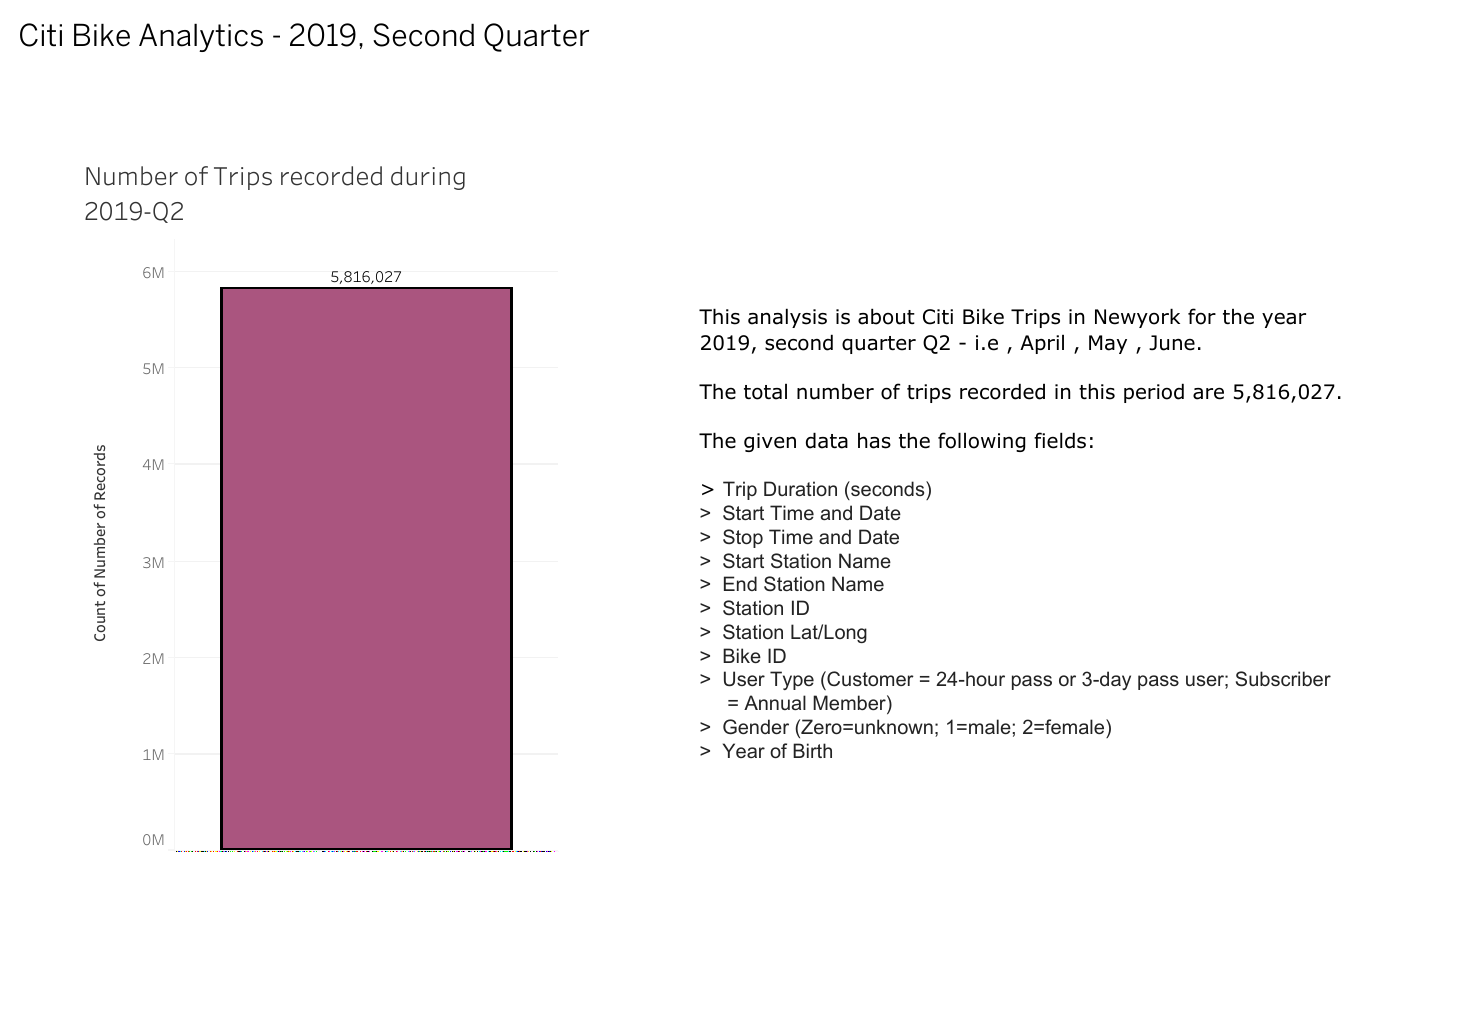 Citi Bike Analytics - 2019, Second Quarter
Number of Trips recorded during
2019-Q2
6M
5,816,027
5M
4M
3M
2M
1M
0M
Count of Number of Records
This analysis is about Citi Bike Trips in Newyork for the year
2019, second quarter Q2 - i.e , April , May , June.
The total number of trips recorded in this period are 5,816,027.
The given data has the following fields:
> Trip Duration (seconds)
> Start Time and Date
> Stop Time and Date
> Start Station Name
> End Station Name
> Station ID
> Station Lat/Long
> Bike ID
> User Type (Customer = 24-hour pass or 3-day pass user; Subscriber
= Annual Member)
> Gender (Zero=unknown; 1=male; 2=female)
> Year of Birth